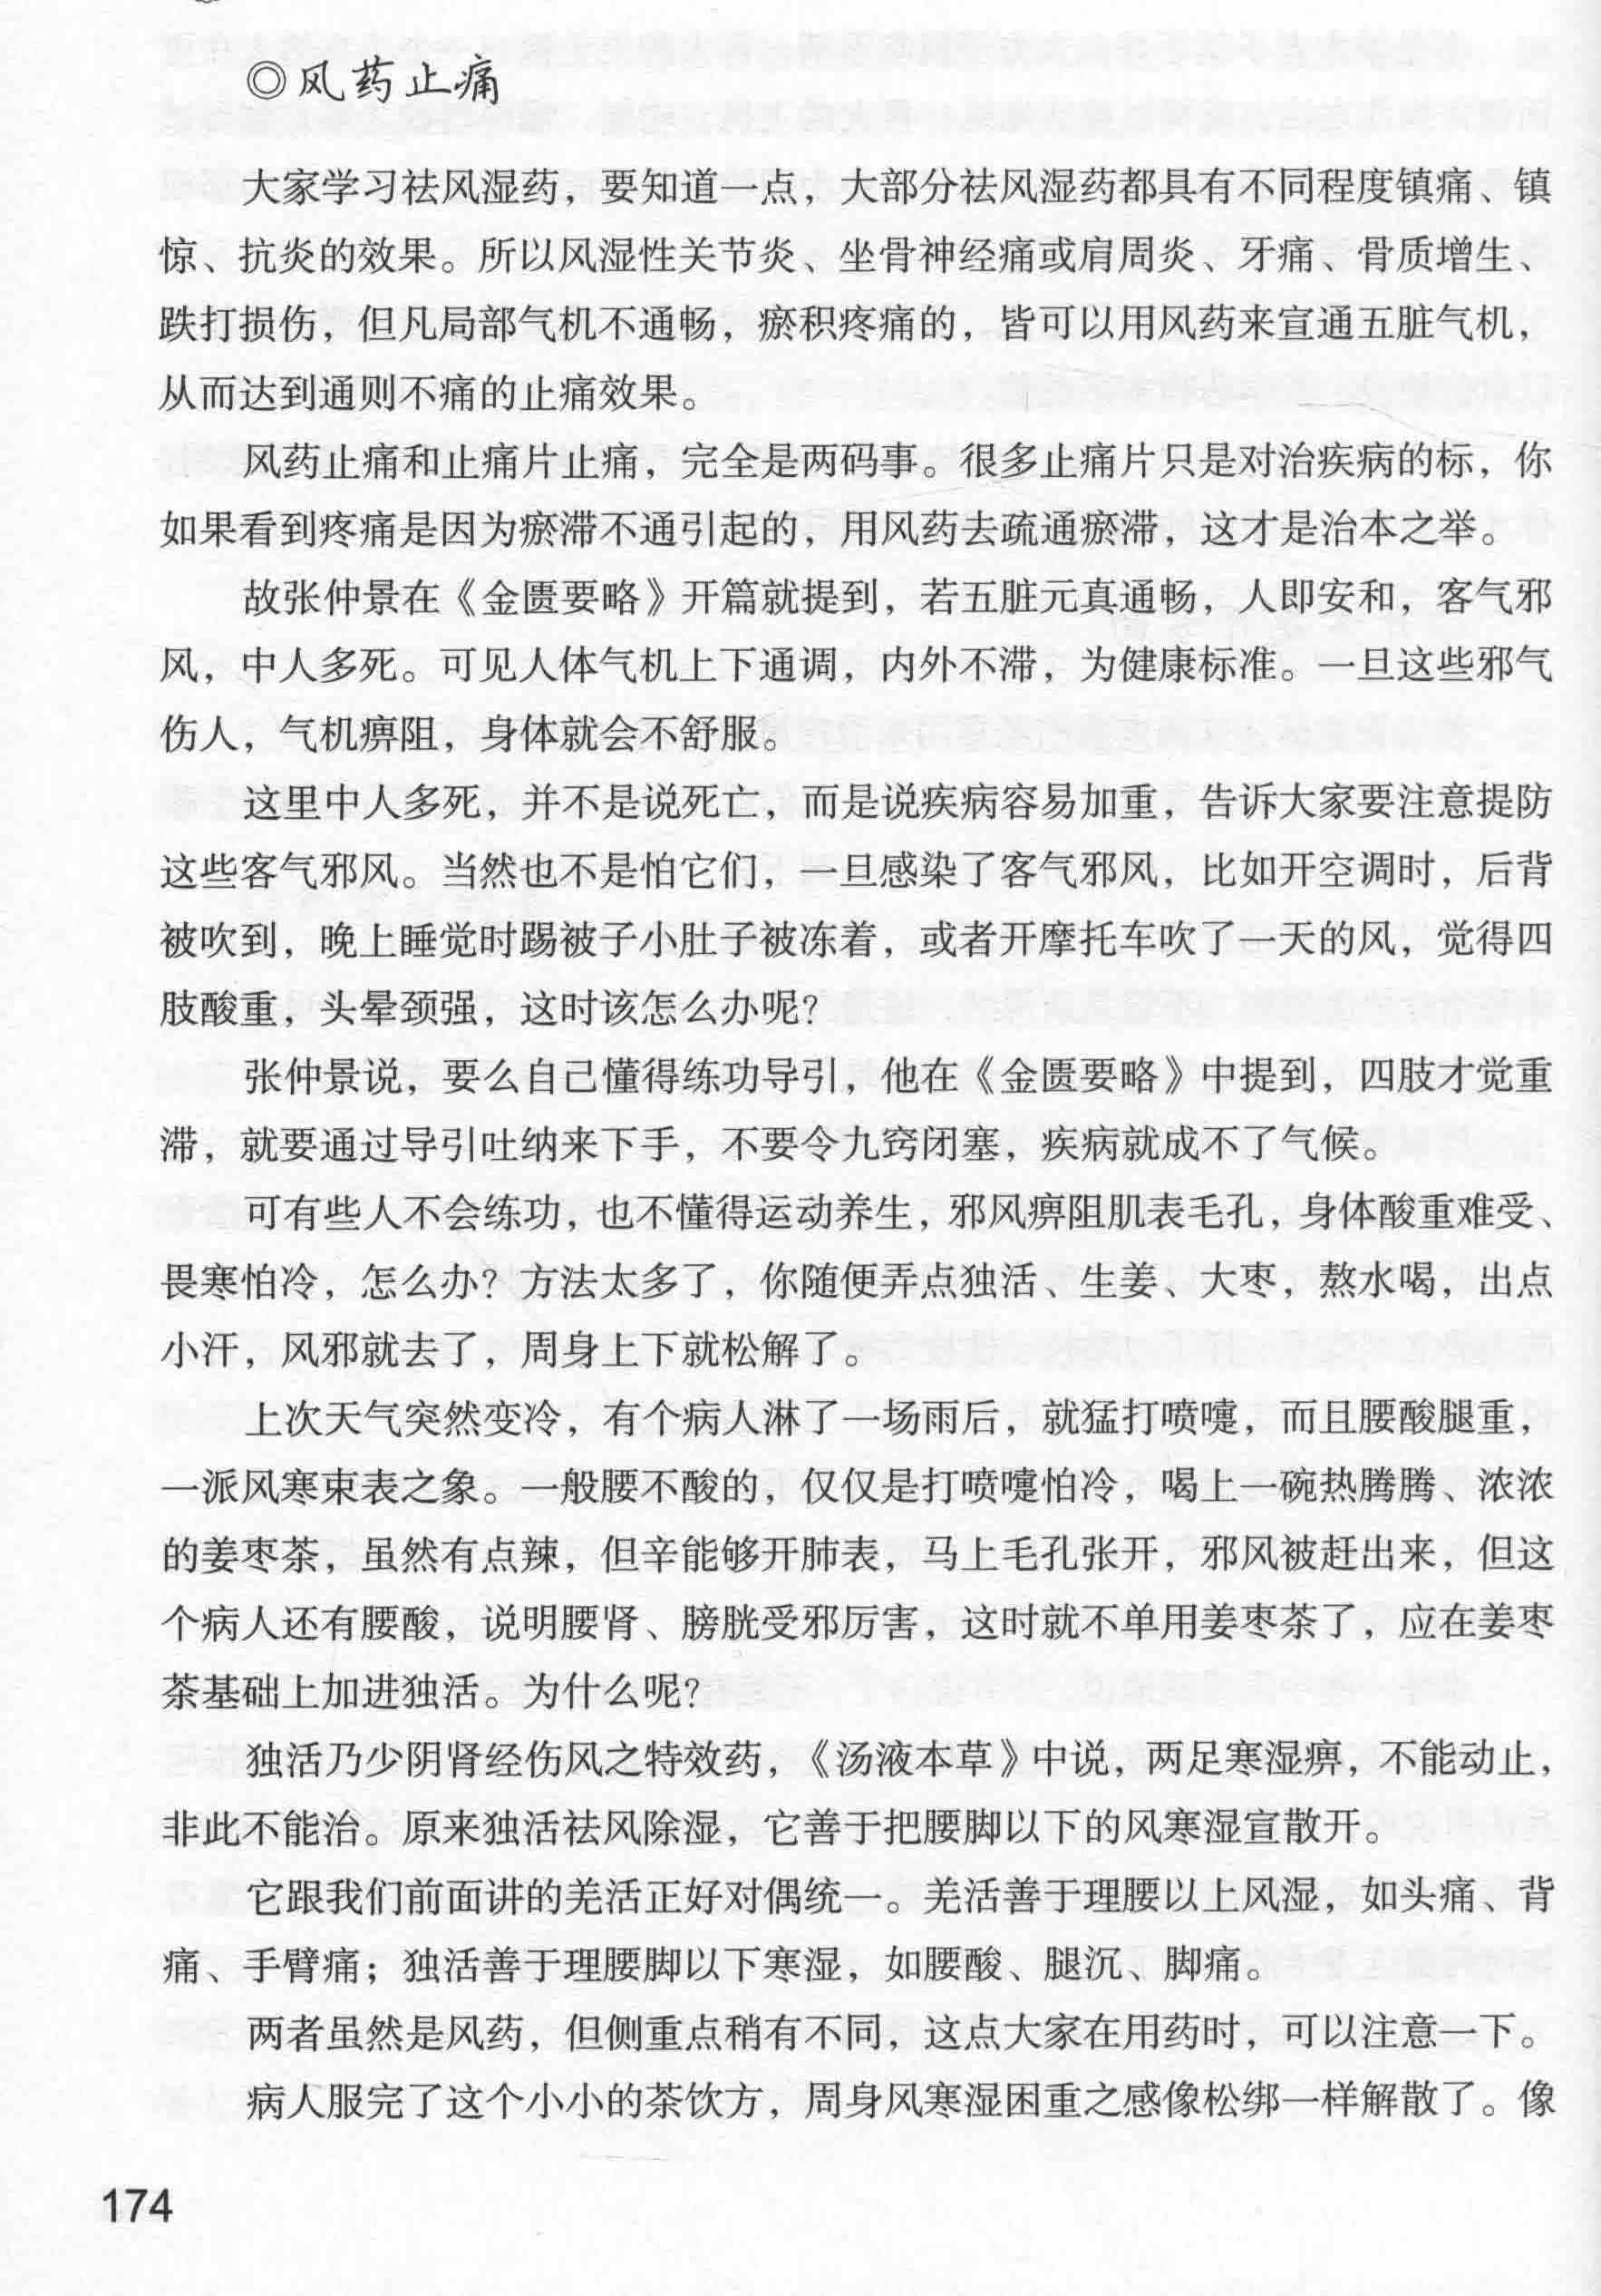 ◎风药止痛
大家学习祛风湿药，要知道一点，大部分祛风湿药都具有不同程度镇痛、镇
惊、抗炎的效果。所以风湿性关节炎、坐骨神经痛或肩周炎、牙痛、骨质增生、
跌打损伤，但凡局部气机不通畅，瘀积疼痛的，皆可以用风药来宣通五脏气机，
从而达到通则不痛的止痛效果。
风药止痛和止痛片止痛，完全是两码事。很多止痛片只是对治疾病的标，你
如果看到疼痛是因为瘀滞不通引起的，用风药去疏通瘀滞，这才是治本之举。
故张仲景在《金匮要略》开篇就提到，若五脏元真通畅，人即安和，客气邪
风，中人多死。可见人体气机上下通调，内外不滞，为健康标准。一旦这些邪气
伤人，气机痹阻，身体就会不舒服。
这里中人多死，并不是说死亡，而是说疾病容易加重，告诉大家要注意提防
这些客气邪风。当然也不是怕它们，一旦感染了客气邪风，比如开空调时，后背
被吹到，晚上睡觉时踢被子小肚子被冻着，或者开摩托车吹了一天的风，觉得四
肢酸重，头晕颈强，这时该怎么办呢？
张仲景说，要么自己懂得练功导引，他在《金匮要略》中提到，四肢才觉重
滞，就要通过导引吐纳来下手，不要令九窍闭塞，疾病就成不了气候。
可有些人不会练功，也不懂得运动养生，邪风痹阻肌表毛孔，身体酸重难受、
畏寒怕冷，怎么办？方法太多了，你随便弄点独活、生姜、大枣，熬水喝，出点
小汗，风邪就去了，周身上下就松解了。
上次天气突然变冷，有个病人淋了一场雨后，就猛打喷嚏，而且腰酸腿重，
一派风寒束表之象。一般腰不酸的，仅仅是打喷嚏怕冷，喝上一碗热腾腾、浓浓
的姜枣茶，虽然有点辣，但辛能够开肺表，马上毛孔张开，邪风被赶出来，但这
个病人还有腰酸，说明腰肾、膀胱受邪厉害，这时就不单用姜枣茶了，应在姜枣
茶基础上加进独活。为什么呢？
独活乃少阴肾经伤风之特效药，《汤液本草》中说，两足寒湿痹，不能动止，
非此不能治。原来独活祛风除湿，它善于把腰脚以下的风寒湿宣散开。
它跟我们前面讲的羌活正好对偶统一。羌活善于理腰以上风湿，如头痛、背
痛、手臂痛；独活善于理腰脚以下寒湿，如腰酸、腿沉、脚痛。
两者虽然是风药，但侧重点稍有不同，这点大家在用药时，可以注意一下。
病人服完了这个小小的茶饮方，周身风寒湿困重之感像松绑一样解散了。像
174